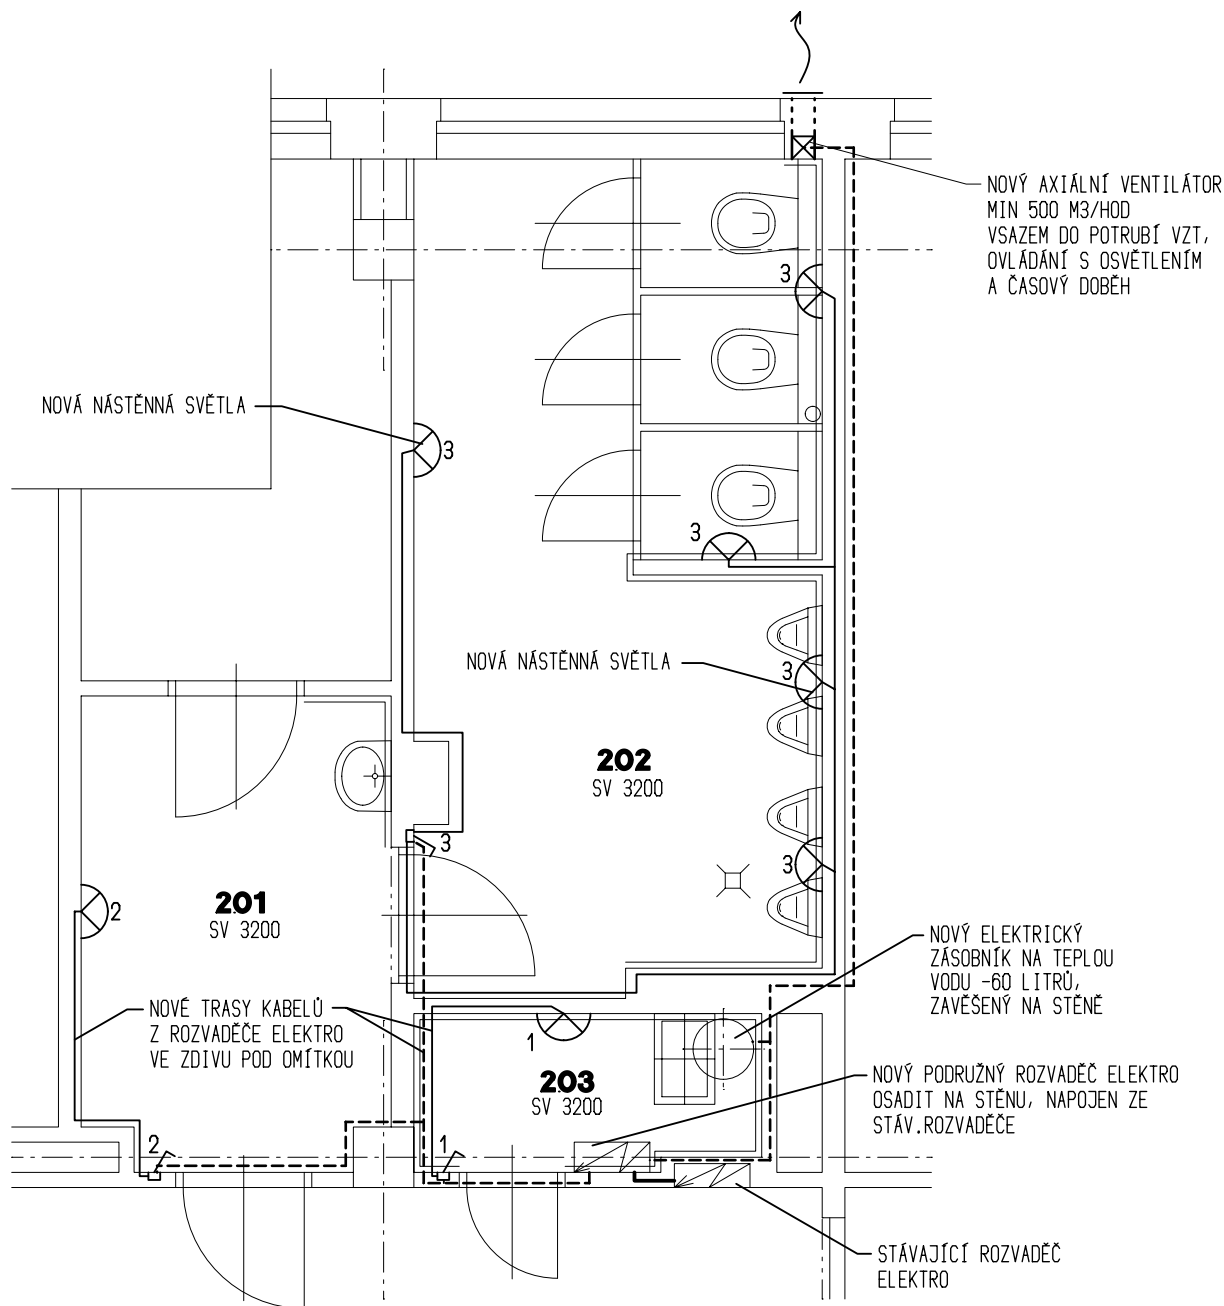 NOVÝ AXIÁLNÍ VENTILÁTOR
MIN 500 M3/HOD
VSAZEM DO POTRUBÍ VZT,
OVLÁDÁNÍ S OSVĚTLENÍM
A ČASOVÝ DOBĚH
3
NOVÁ NÁSTĚNNÁ SVĚTLA
3
3
NOVÁ NÁSTĚNNÁ SVĚTLA
3
202
SV 3200
3
3
201
SV 3200
2
NOVÝ ELEKTRICKÝ
ZÁSOBNÍK NA TEPLOU
VODU -60 LITRŮ,
ZAVĚŠENÝ NA STĚNĚ
NOVÉ TRASY KABELŮ
Z ROZVADĚČE ELEKTRO
VE ZDIVU POD OMÍTKOU
1
203
SV 3200
NOVÝ PODRUŽNÝ ROZVADĚČ ELEKTRO
OSADIT NA STĚNU, NAPOJEN ZE
STÁV.ROZVADĚČE
2
1
STÁVAJÍCÍ ROZVADĚČ
ELEKTRO